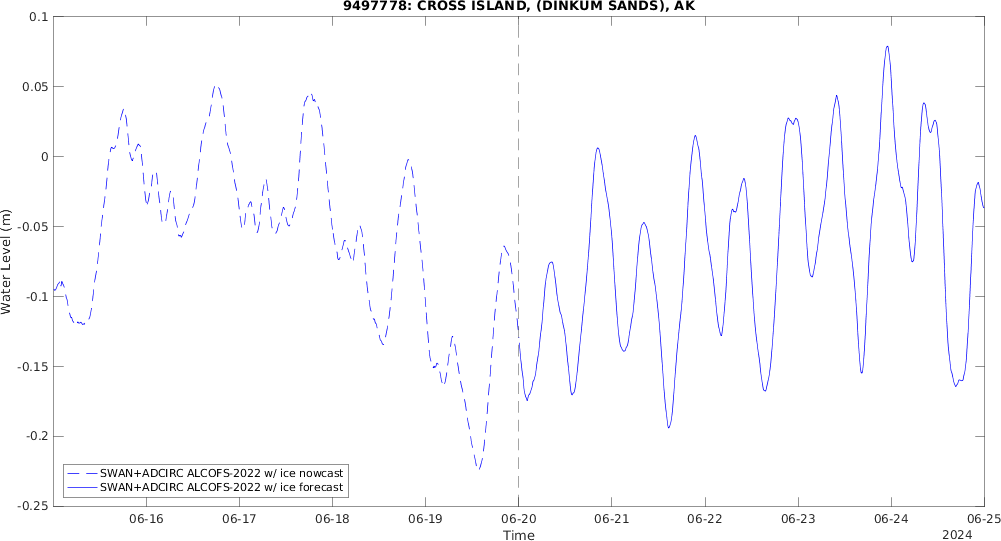 9497778: CROSS ISLAND, (DINKUM SANDS), AK
0.1
0.05
0
-0.05
-0.1
-0.15
-0.2
-0.25
Water Level (m)
SWAN+ADCIRC ALCOFS-2022 w/ ice nowcast
SWAN+ADCIRC ALCOFS-2022 w/ ice forecast
06-16 06-17 06-18 06-19 06-20 06-21 06-22 06-23 06-24 06-25
Time
2024